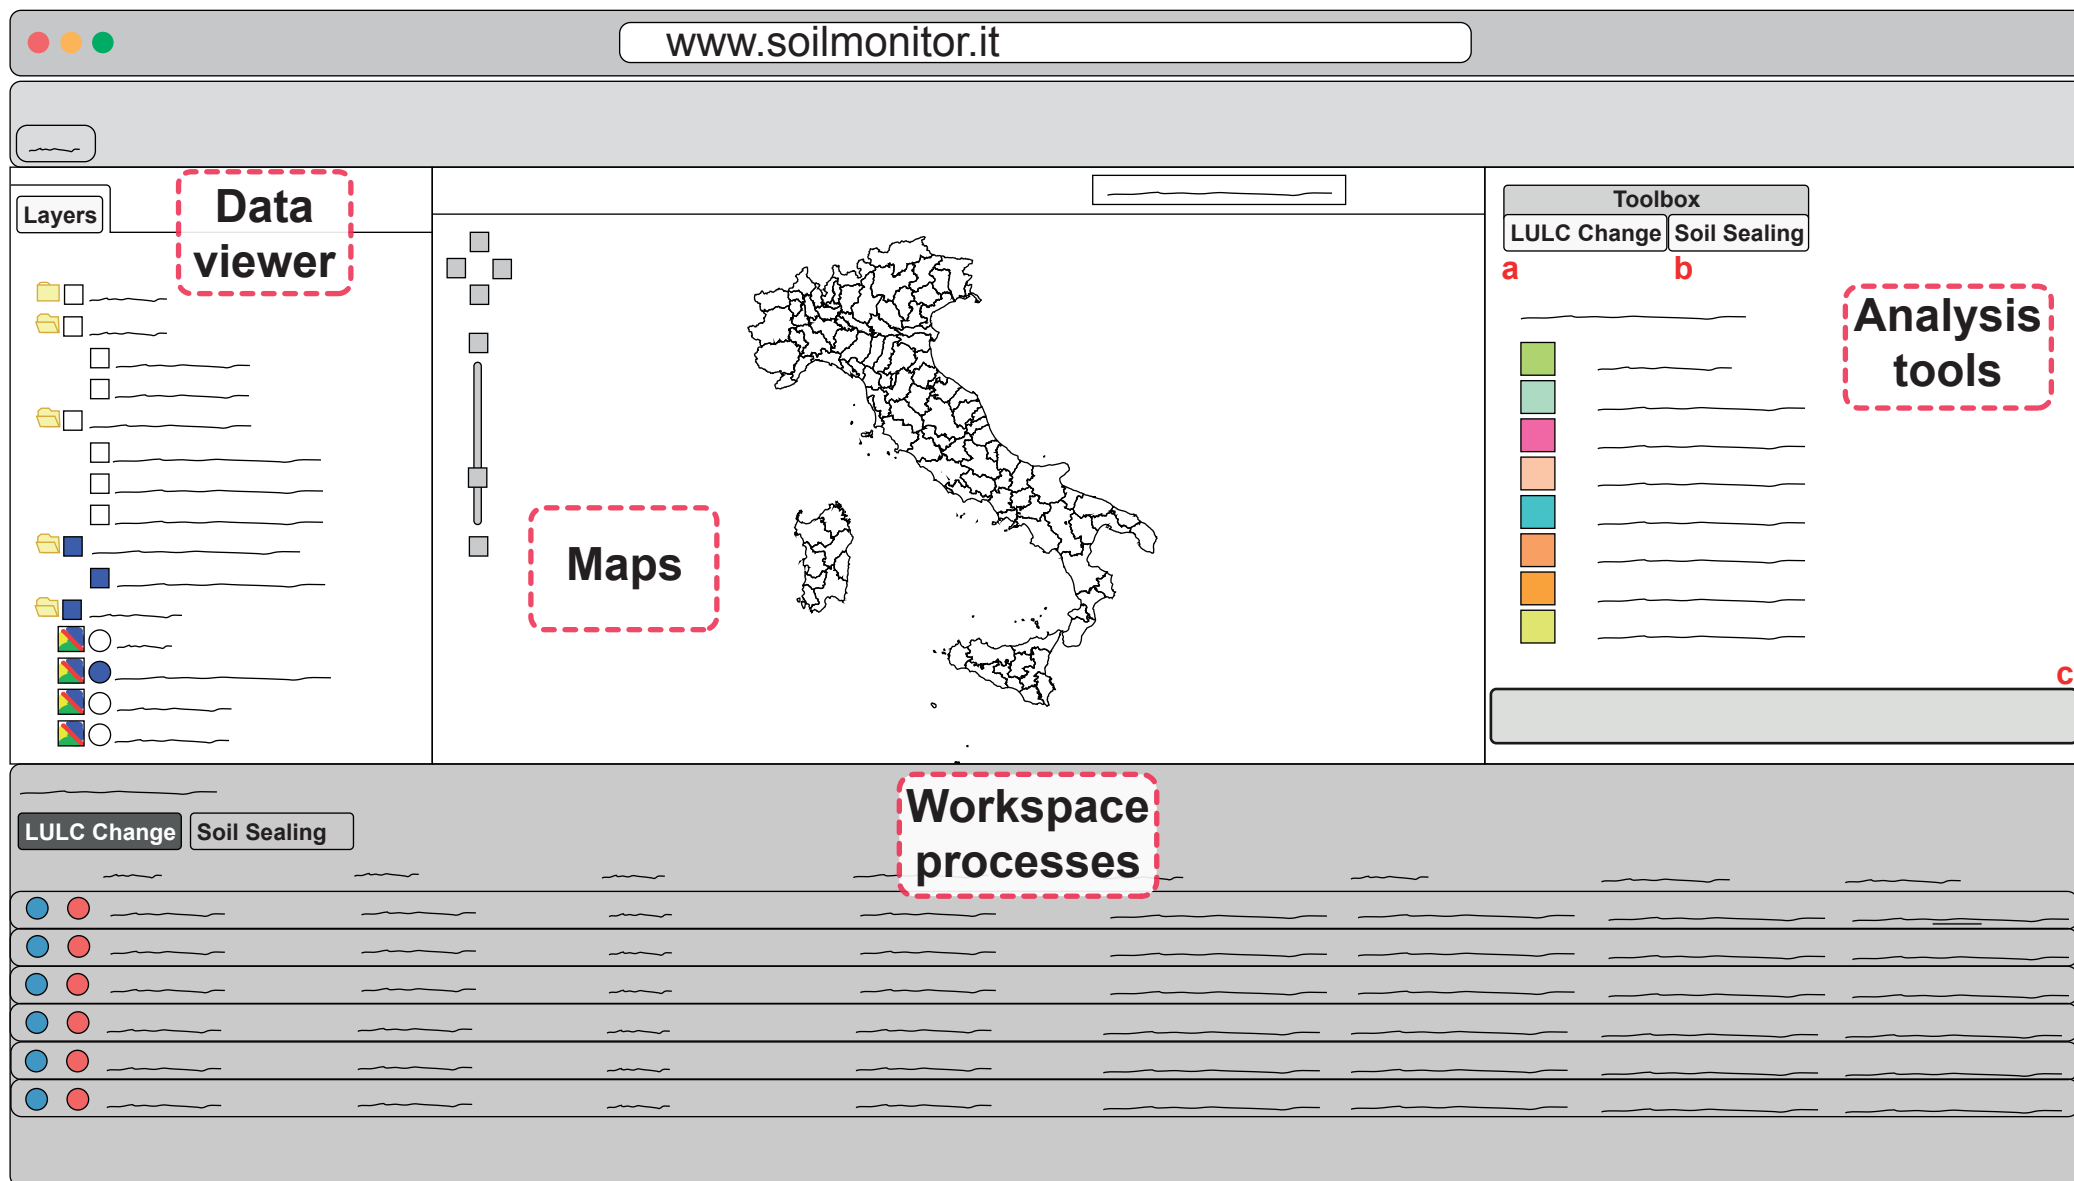 www.soilmonitor.it
Layers
Data
viewer
Toolbox
LULC Change
Soil Sealing
a
b
Analysis
tools
Maps
c
Workspace
processes
LULC Change
Soil Sealing